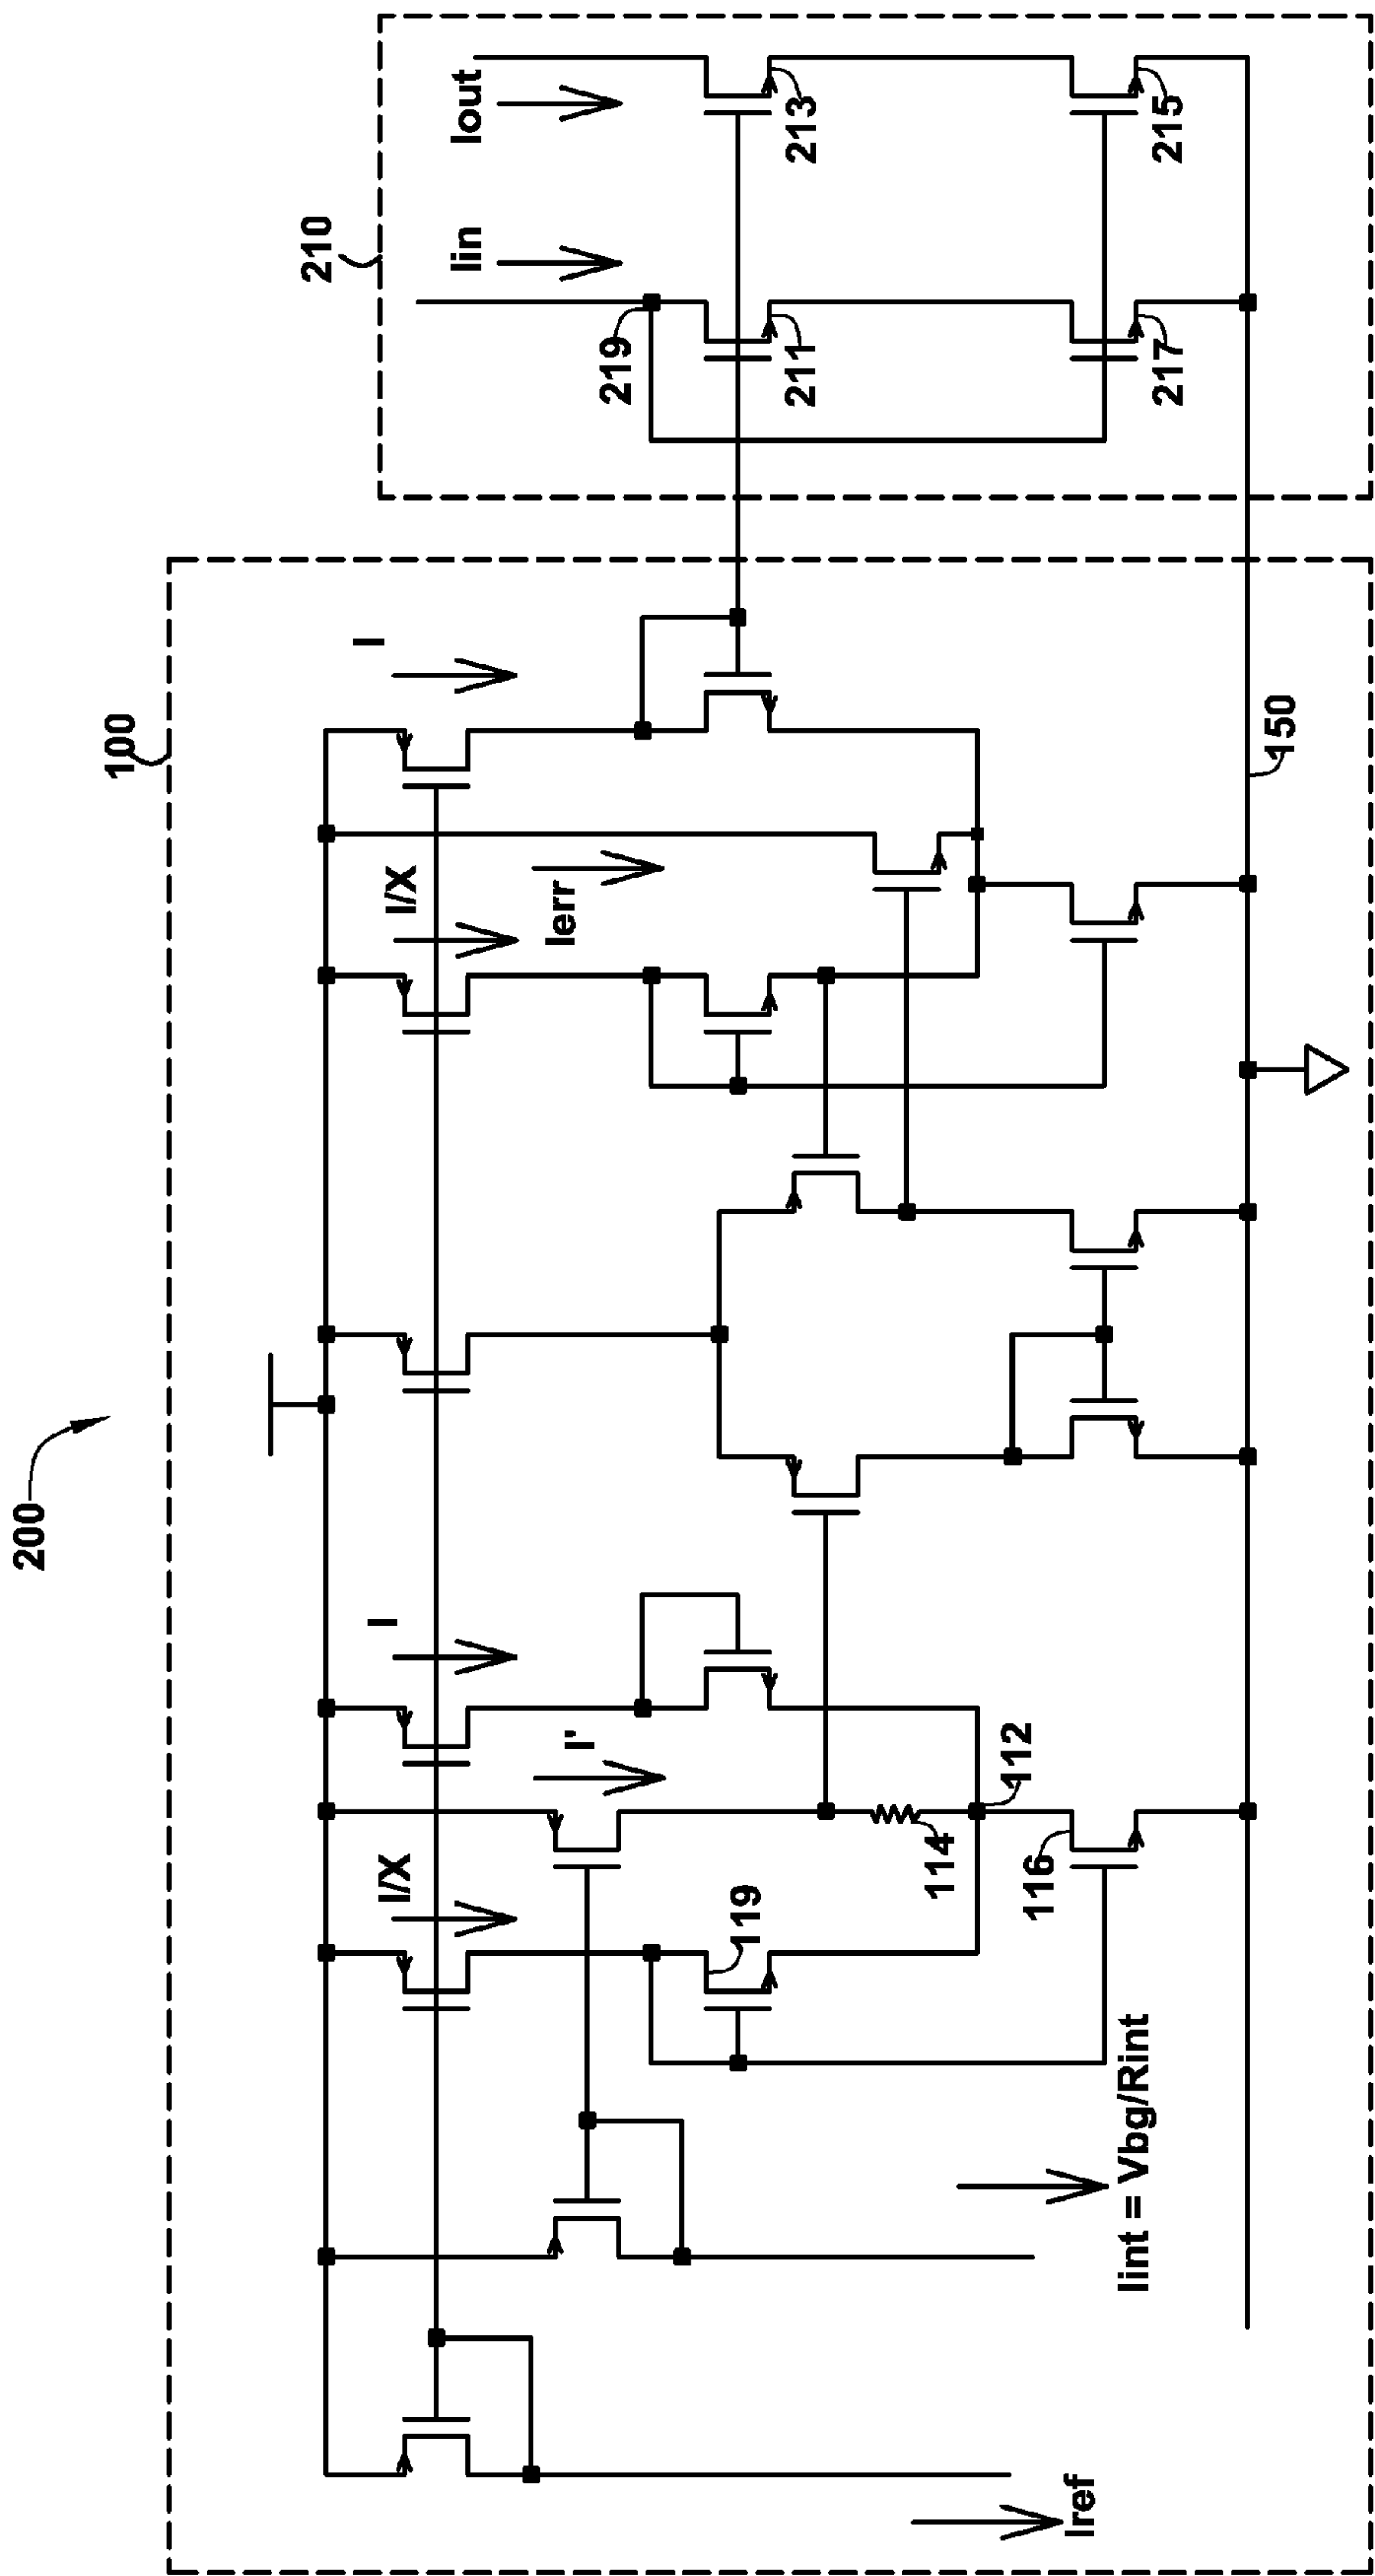 200
100
210
I/X
I
I/X
I
Iin
Iout
I'
Ierr
219
119
211
213
114
112
116
217
215
Iref
Iint = Vbg/Rint
150